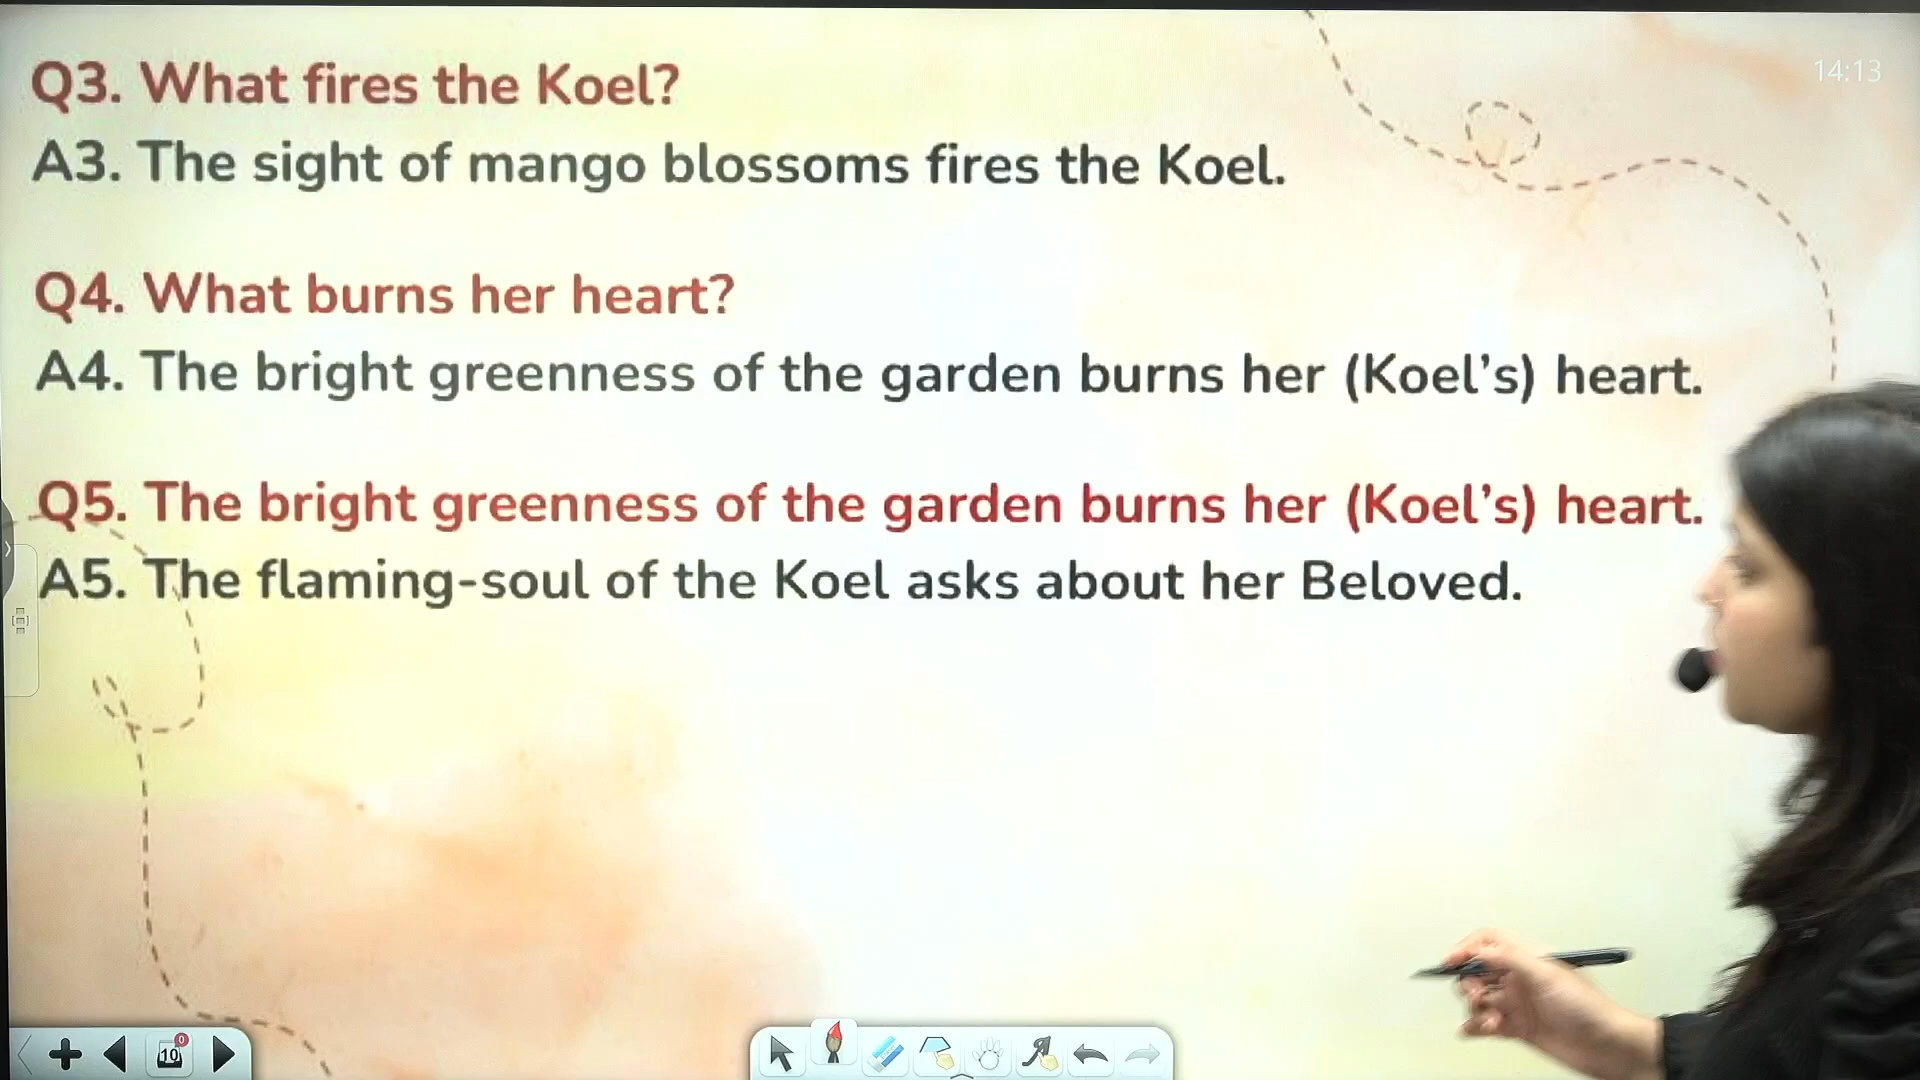 14:13
Q3. What fires the Koel?
A3. The sight of mango blossoms fires the Koel.
Q4. What burns her heart?
A4. The bright greenness of the garden burns her (Koel's) heart.
Q5. The bright greenness of the garden burns her (Koel's) heart.
A5. The flaming-soul of the Koel asks about her Beloved.
10
0